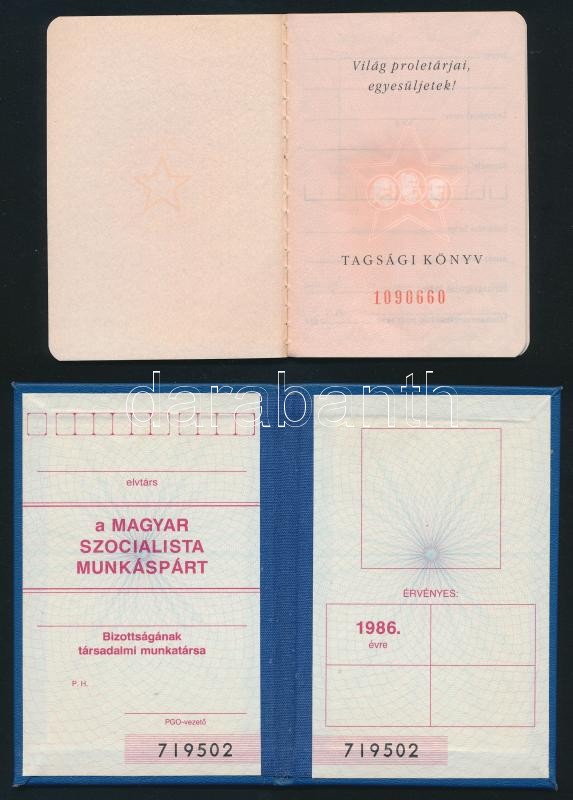 Világ proletárjai,
egyesüljetek!
TAGSÁGI KÖNYV
1090660
darabanth
elvtárs
a MAGYAR
SZOCIALISTA
MUNKÁSPÁRT
Bizottságának
társadalmi munkatársa
P. H.
PGO-vezető
719502
ÉRVÉNYES:
1986.
évre
719502